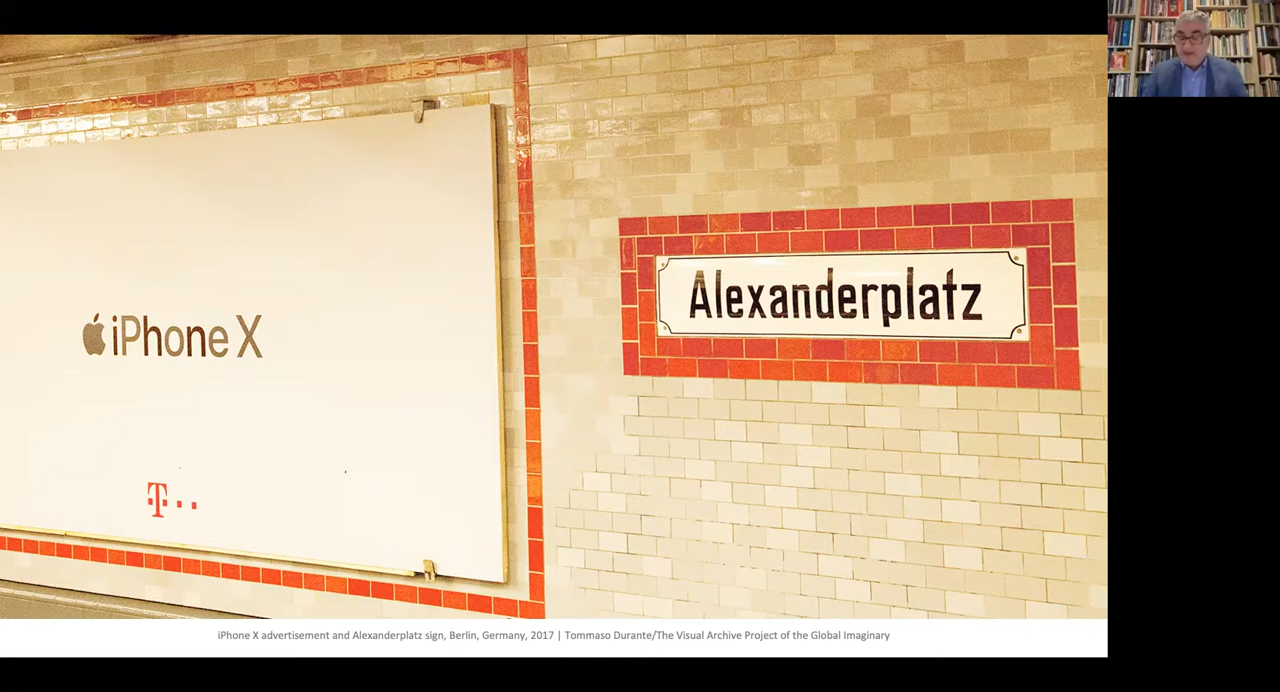 iPhone X
T
Alexanderplatz
iPhone X advertisement and Alexanderplatz sign, Berlin, Germany, 2017 | Tommaso Durante/The Visual Archive Project of the Global Imaginary